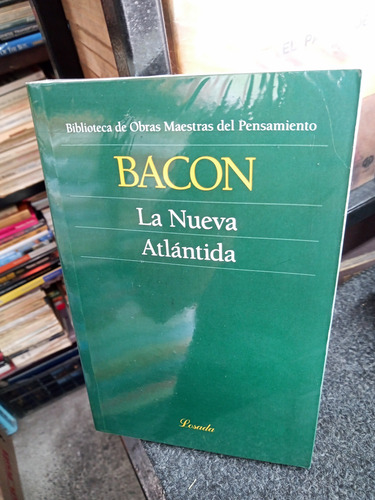 Biblioteca de Obras Maestras del Pensamiento
BACON
La Nueva
Atlántida
Losada